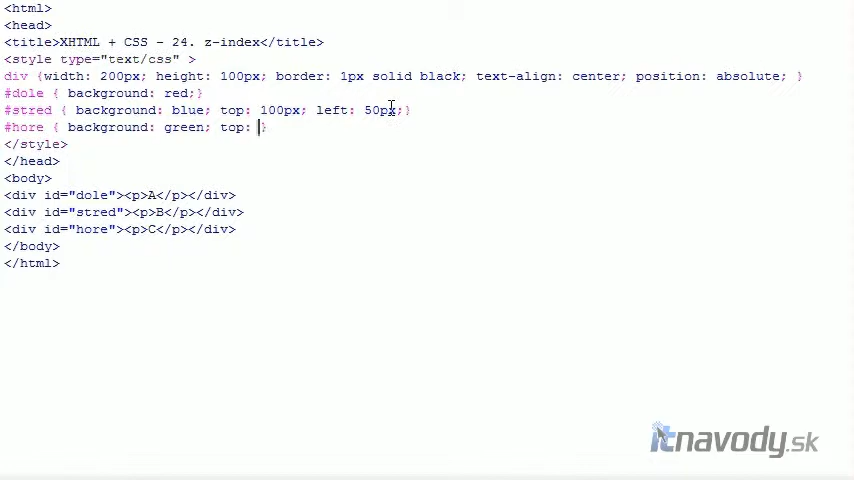 <html>
<head>
<title>XHTML + CSS - 24. z-index</title>
<style type="text/css" >
div {width: 200px; height: 100px; border: 1px solid black; text-align: center; position: absolute; }
#dole { background: red;}
#stred { background: blue; top: 100px; left: 50px;}
#hore { background: green; top: }
</style>
</head>
<body>
<div id="dole"><p>A</p></div>
<div id="stred"><p>B</p></div>
<div id="hore"><p>C</p></div>
</body>
</html>
itnavody.sk